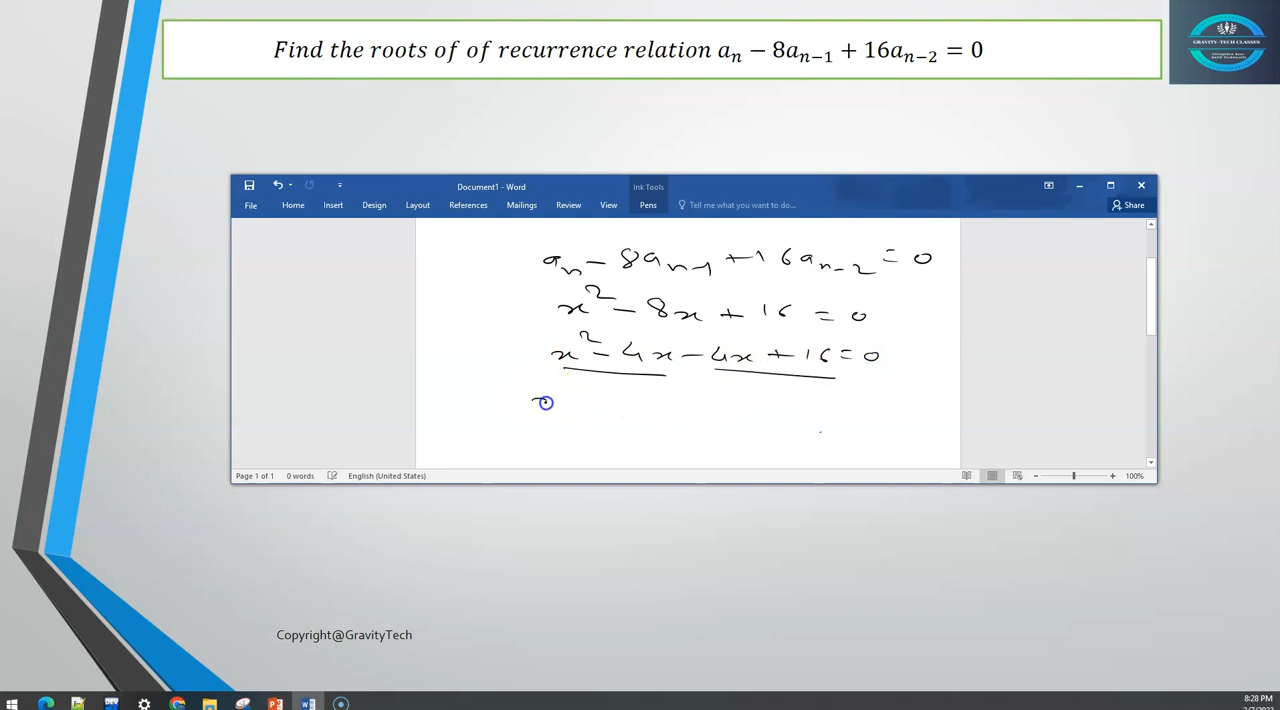 Find the roots of of recurrence relation aₙ − 8aₙ₋₁ + 16aₙ₋₂ = 0
GRAVITY-TECH CLASSES
Document1 - Word
Ink Tools
File Home Insert Design Layout References Mailings Review View Pens Tell me what you want to do... Share
aₙ − 8aₙ₋₁ + 16aₙ₋₂ = 0
x² − 8x + 16 = 0
x² − 4x − 4x + 16 = 0
Page 1 of 1 0 words English (United States) 100%
Copyright@GravityTech
8:28 PM